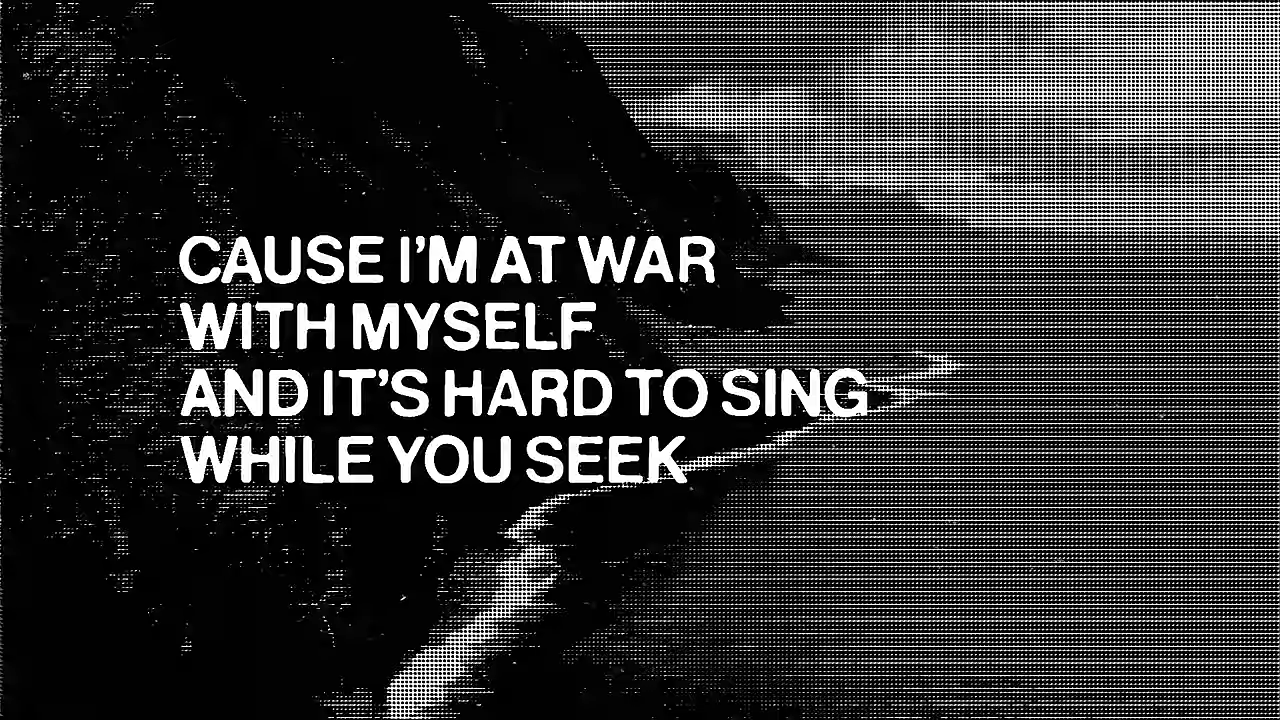 CAUSE I'M AT WAR
WITH MYSELF
AND IT'S HARD TO SING
WHILE YOU SEEK